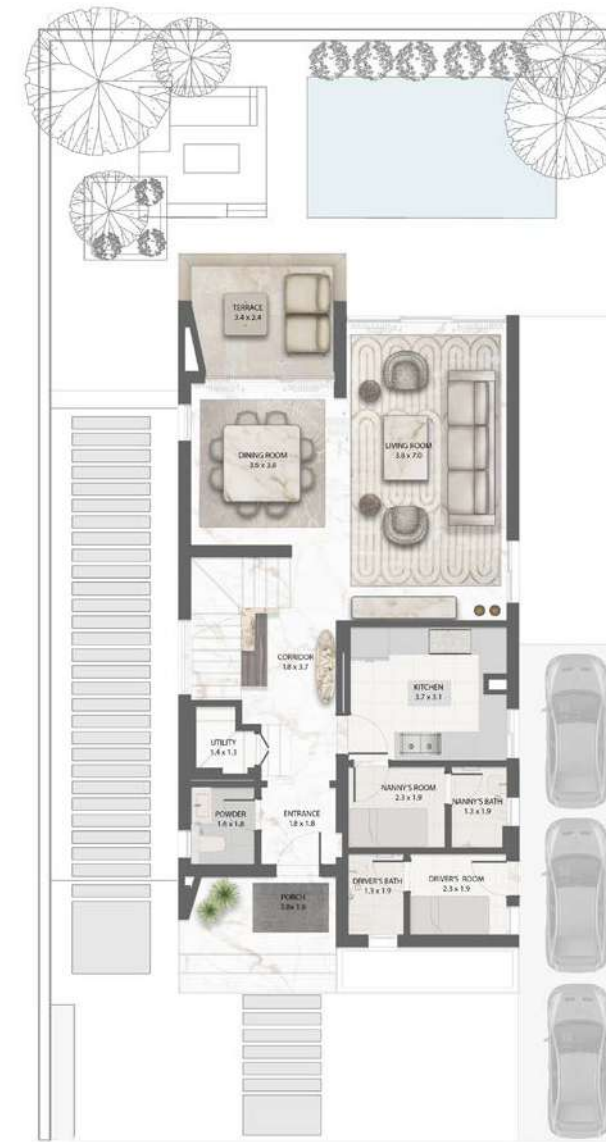 TERRACE
3.4 x 2.4
DINING ROOM
3.6 x 3.6
LIVING ROOM
3.8 x 7.0
CORRIDOR
1.8 x 3.7
KITCHEN
3.7 x 3.1
UTILITY
1.4 x 1.3
NANNY'S ROOM
2.3 x 1.9
NANNY'S BATH
1.3 x 1.9
POWDER
1.6 x 1.8
ENTRANCE
1.8 x 1.8
DRIVER'S BATH
1.3 x 1.9
DRIVER'S ROOM
2.3 x 1.9
PORCH